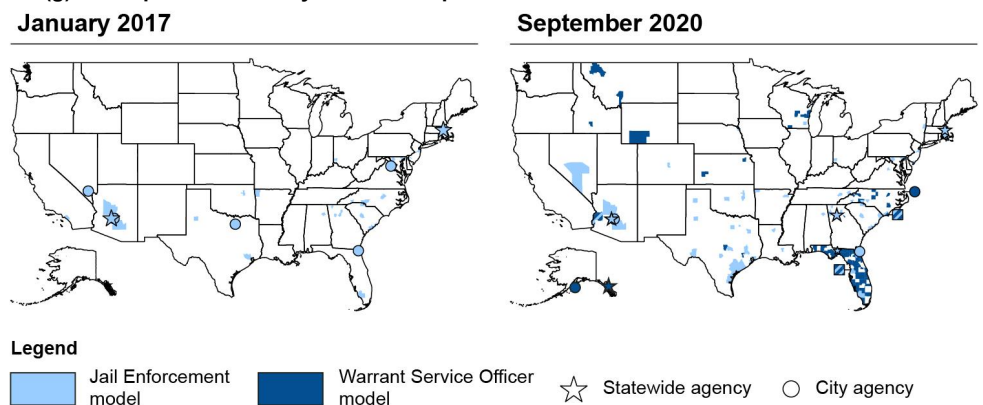 January 2017
September 2020
Legend
Jail Enforcement
model
Warrant Service Officer
model
Statewide agency
City agency